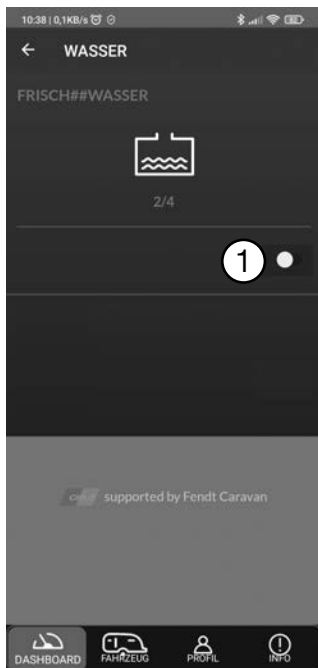 10:38 | 0,1KB/s
WASSER
FRISCH##WASSER
2/4
1
supported by Fendt Caravan
DASHBOARD FAHRZEUG PROFIL INFO